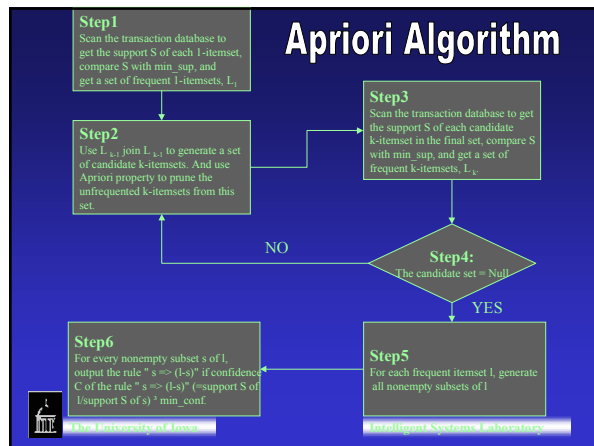 Apriori Algorithm
Step1
Scan the transaction database to
get the support S of each 1-itemset,
compare S with min_sup, and
get a set of frequent 1-itemsets, L1
Step2
Use L k-1 join L k-1 to generate a set
of candidate k-itemsets. And use
Apriori property to prune the
unfrequented k-itemsets from this
set.
Step3
Scan the transaction database to get
the support S of each candidate
k-itemset in the final set, compare S
with min_sup, and get a set of
frequent k-itemsets, L k.
Step4:
The candidate set = Null
NO
YES
Step5
For each frequent itemset l, generate
all nonempty subsets of l
Step6
For every nonempty subset s of l,
output the rule " s => (l-s)" if confidence
C of the rule " s => (l-s)" (=support S of
l/support S of s) ³ min_conf.
The University of Iowa
Intelligent Systems Laboratory